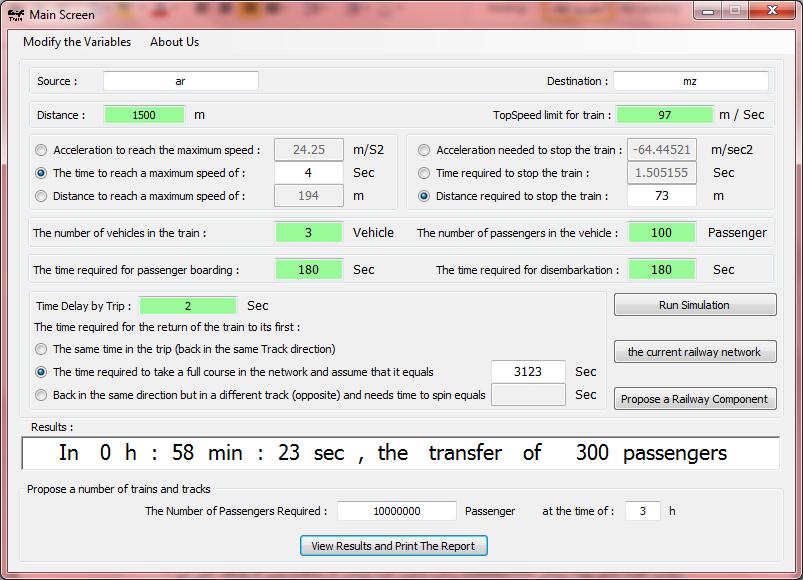 Main Screen
Modify the Variables About Us
Source : ar Destination : mz
Distance : 1500 m TopSpeed limit for train : 97 m / Sec
Acceleration to reach the maximum speed : 24.25 m/S2 Acceleration needed to stop the train : -64.44521 m/sec2
The time to reach a maximum speed of : 4 Sec Time required to stop the train : 1.505155 Sec
Distance to reach a maximum speed of : 194 m Distance required to stop the train : 73 m
The number of vehicles in the train : 3 Vehicle The number of passengers in the vehicle : 100 Passenger
The time required for passenger boarding : 180 Sec The time required for disembarkation : 180 Sec
Time Delay by Trip : 2 Sec Run Simulation
The time required for the return of the train to its first :
The same time in the trip (back in the same Track direction) the current railway network
The time required to take a full course in the network and assume that it equals 3123 Sec
Back in the same direction but in a different track (opposite) and needs time to spin equals Sec Propose a Railway Component
Results :
In 0 h : 58 min : 23 sec , the transfer of 300 passengers
Propose a number of trains and tracks
The Number of Passengers Required : 10000000 Passenger at the time of : 3 h
View Results and Print The Report